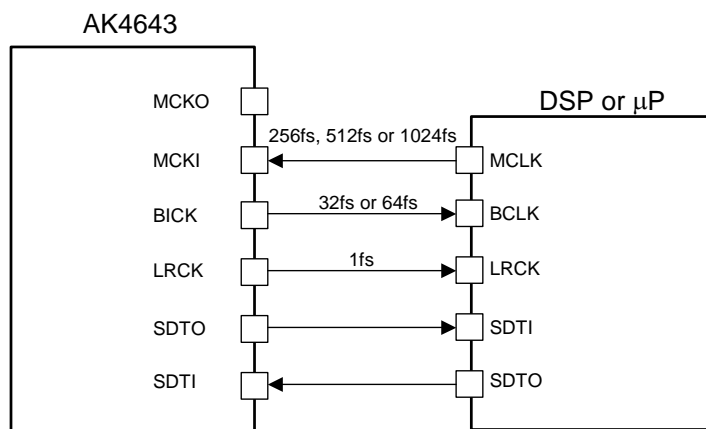 AK4643
DSP or μP
MCKO
256fs, 512fs or 1024fs
MCKI
MCLK
32fs or 64fs
BICK
BCLK
1fs
LRCK
LRCK
SDTO
SDTI
SDTI
SDTO